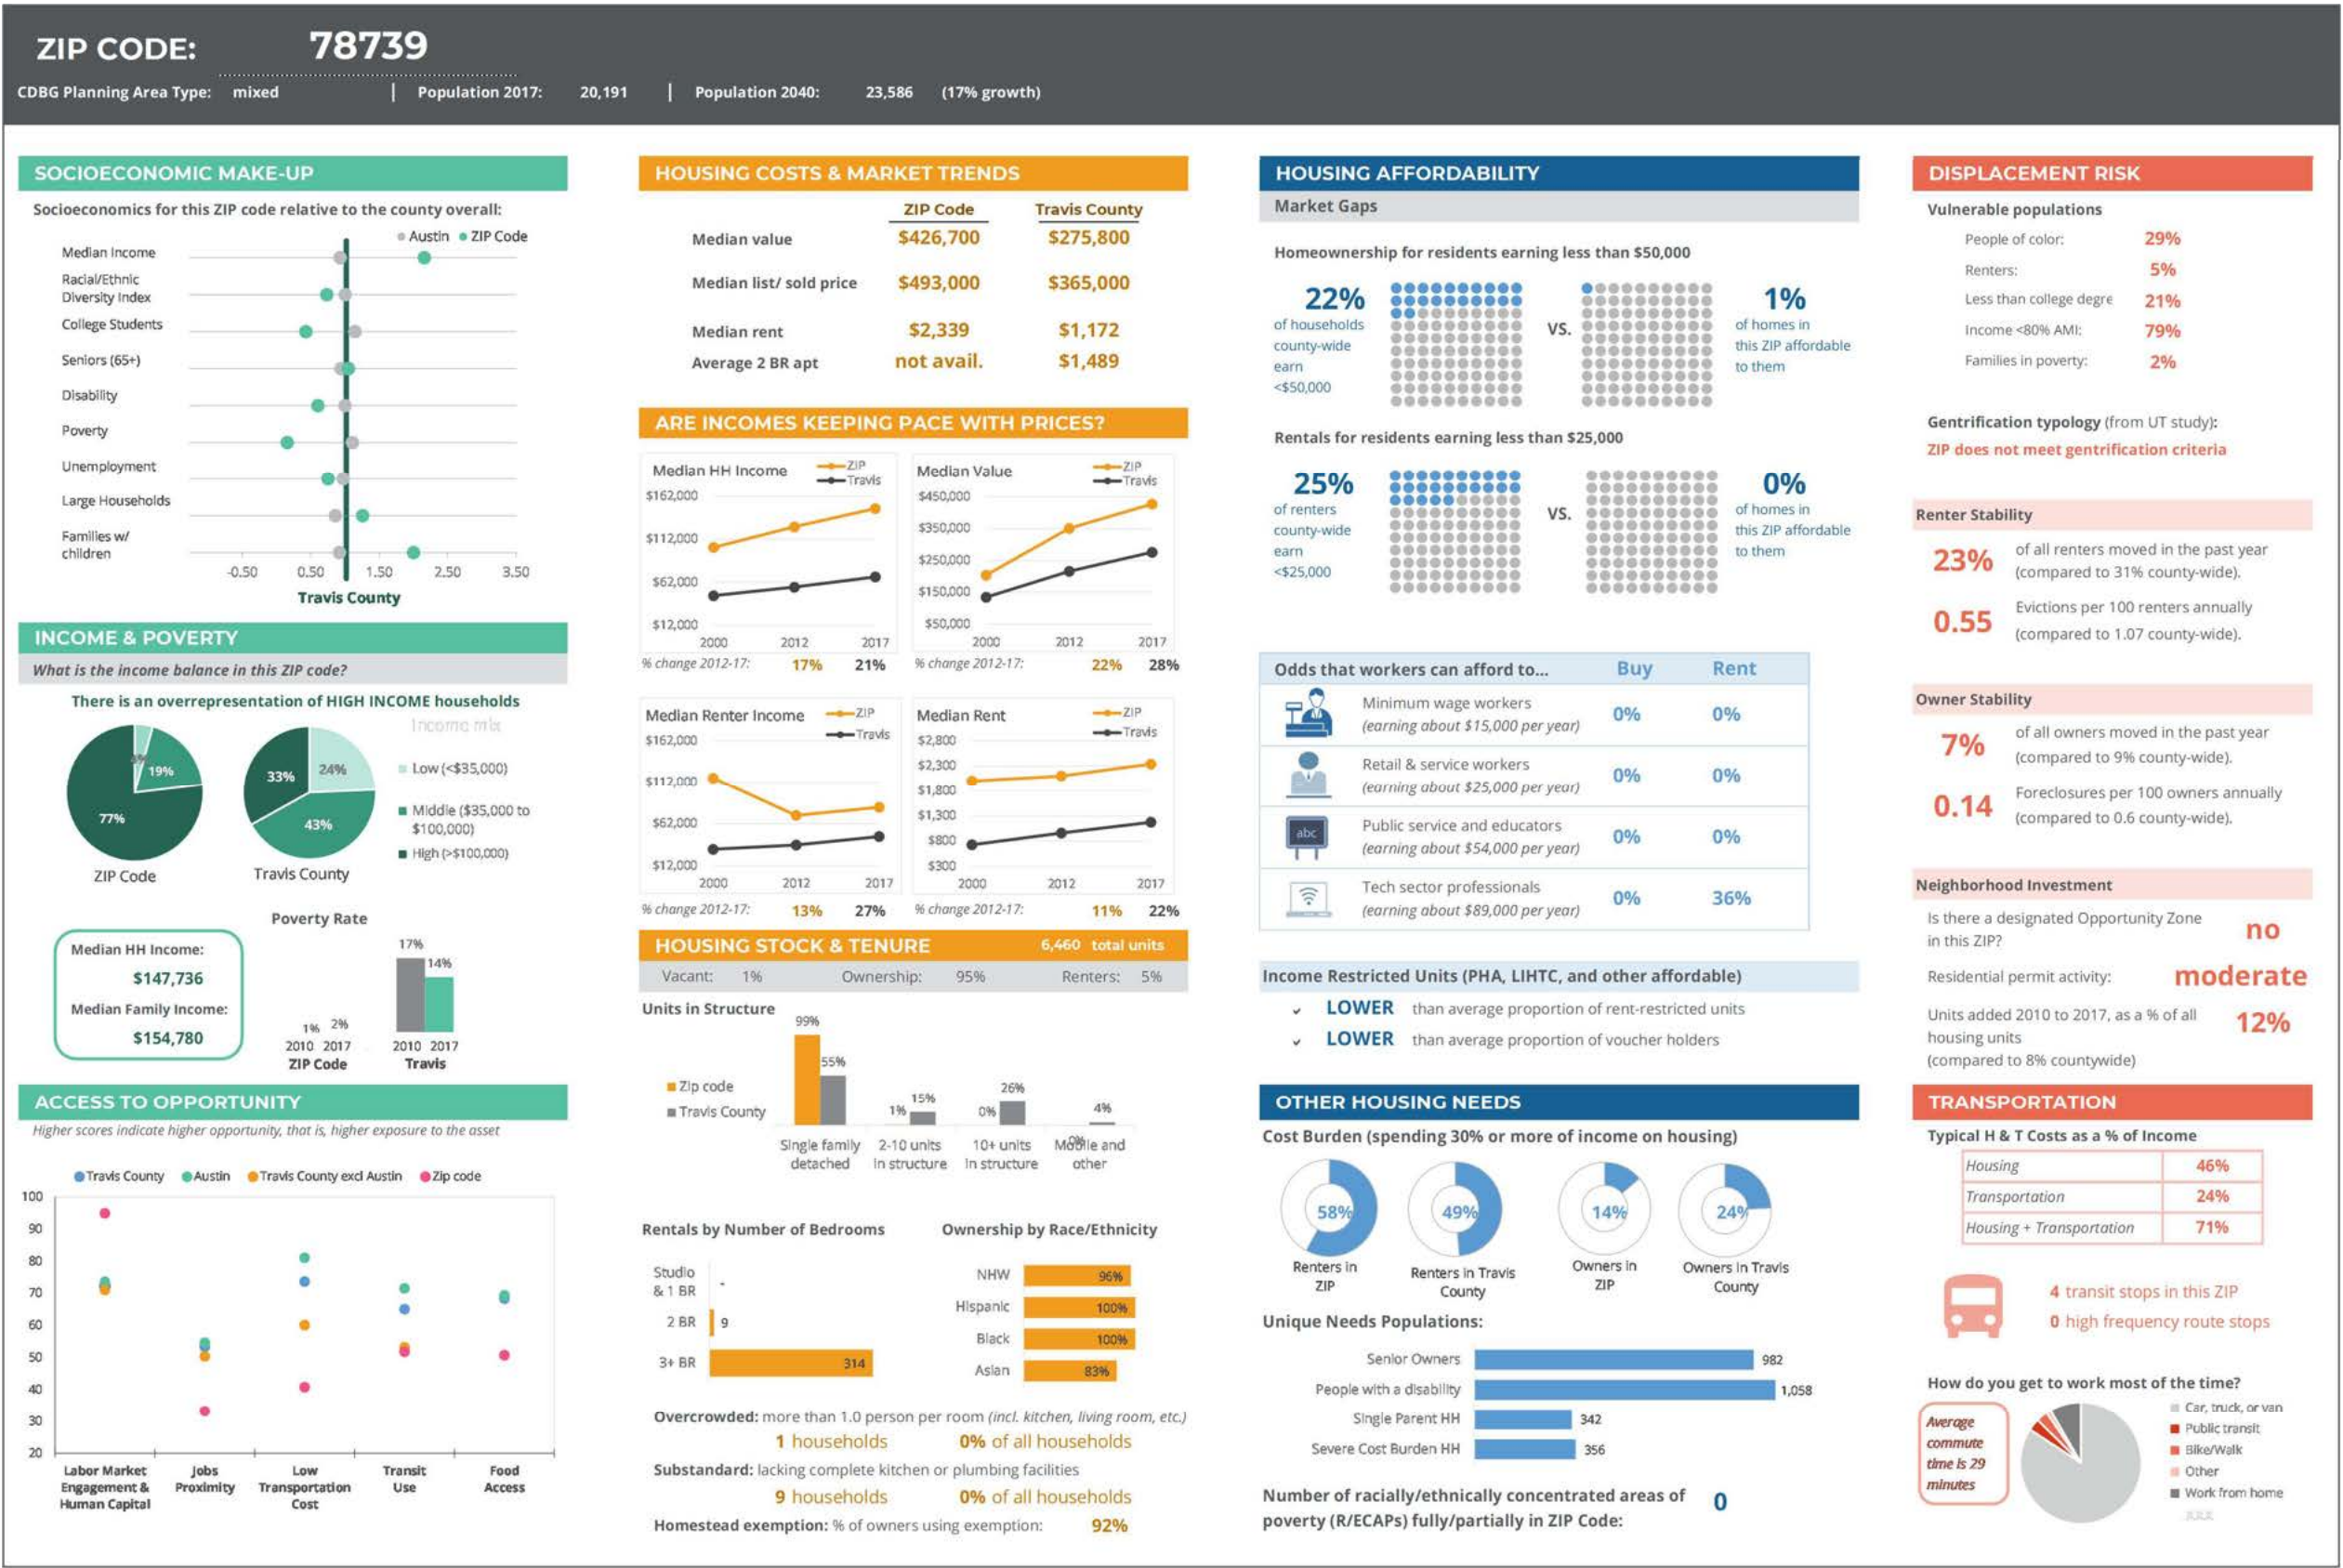 ZIP CODE: 78739
CDBG Planning Area Type: mixed | Population 2017: 20,191 | Population 2040: 23,586 (17% growth)
SOCIOECONOMIC MAKE-UP
Socioeconomics for this ZIP code relative to the county overall:
Austin ZIP Code
Median Income
Racial/Ethnic
Diversity Index
College Students
Seniors (65+)
Disability
Poverty
Unemployment
Large Households
Families w/
children
-0.50 0.50 1.50 2.50 3.50
Travis County
INCOME & POVERTY
What is the income balance in this ZIP code?
There is an overrepresentation of HIGH INCOME households
Income mix
19%
77%
ZIP Code
33%
24%
43%
Travis County
Low (<$35,000)
Middle ($35,000 to
$100,000)
High (>$100,000)
Median HH Income:
$147,736
Median Family Income:
$154,780
Poverty Rate
1% 2%
17%
14%
2010 2017 2010 2017
ZIP Code Travis
ACCESS TO OPPORTUNITY
Higher scores indicate higher opportunity, that is, higher exposure to the asset
Travis County Austin Travis County excl Austin Zip code
100
90
80
70
60
50
40
30
20
Labor Market
Engagement &
Human Capital
Jobs
Proximity
Low
Transportation
Cost
Transit
Use
Food
Access
HOUSING COSTS & MARKET TRENDS
ZIP Code Travis County
Median value $426,700 $275,800
Median list/ sold price $493,000 $365,000
Median rent $2,339 $1,172
Average 2 BR apt not avail. $1,489
ARE INCOMES KEEPING PACE WITH PRICES?
Median HH Income
ZIP
Travis
$162,000
$112,000
$62,000
$12,000
2000 2012 2017
% change 2012-17: 17% 21%
Median Value
ZIP
Travis
$450,000
$350,000
$250,000
$150,000
$50,000
2000 2012 2017
% change 2012-17: 22% 28%
Median Renter Income
ZIP
Travis
$162,000
$112,000
$62,000
$12,000
2000 2012 2017
% change 2012-17: 13% 27%
Median Rent
ZIP
Travis
$2,800
$2,300
$1,800
$1,300
$800
$300
2000 2012 2017
% change 2012-17: 11% 22%
HOUSING STOCK & TENURE 6,460 total units
Vacant: 1% Ownership: 95% Renters: 5%
Units in Structure
Zip code
Travis County
99%
55%
1%
15%
0%
26%
0%
4%
Single family
detached
2-10 units
in structure
10+ units
in structure
Mobile and
other
Rentals by Number of Bedrooms
Studio
& 1 BR -
2 BR 9
3+ BR 314
Ownership by Race/Ethnicity
NHW 96%
Hispanic 100%
Black 100%
Asian 83%
Overcrowded: more than 1.0 person per room (incl. kitchen, living room, etc.)
1 households 0% of all households
Substandard: lacking complete kitchen or plumbing facilities
9 households 0% of all households
Homestead exemption: % of owners using exemption: 92%
HOUSING AFFORDABILITY
Market Gaps
Homeownership for residents earning less than $50,000
22%
of households
county-wide
earn
<$50,000
VS.
1%
of homes in
this ZIP affordable
to them
Rentals for residents earning less than $25,000
25%
of renters
county-wide
earn
<$25,000
VS.
0%
of homes in
this ZIP affordable
to them
Odds that workers can afford to... Buy Rent
Minimum wage workers
(earning about $15,000 per year) 0% 0%
Retail & service workers
(earning about $25,000 per year) 0% 0%
abc
Public service and educators
(earning about $54,000 per year) 0% 0%
Tech sector professionals
(earning about $89,000 per year) 0% 36%
Income Restricted Units (PHA, LIHTC, and other affordable)
LOWER than average proportion of rent-restricted units
LOWER than average proportion of voucher holders
OTHER HOUSING NEEDS
Cost Burden (spending 30% or more of income on housing)
58%
49%
14%
24%
Renters in
ZIP
Renters in Travis
County
Owners in
ZIP
Owners in Travis
County
Unique Needs Populations:
Senior Owners 982
People with a disability 1,058
Single Parent HH 342
Severe Cost Burden HH 356
Number of racially/ethnically concentrated areas of
poverty (R/ECAPs) fully/partially in ZIP Code: 0
DISPLACEMENT RISK
Vulnerable populations
People of color: 29%
Renters: 5%
Less than college degre 21%
Income <80% AMI: 79%
Families in poverty: 2%
Gentrification typology (from UT study):
ZIP does not meet gentrification criteria
Renter Stability
23% of all renters moved in the past year
(compared to 31% county-wide).
0.55 Evictions per 100 renters annually
(compared to 1.07 county-wide).
Owner Stability
7% of all owners moved in the past year
(compared to 9% county-wide).
0.14 Foreclosures per 100 owners annually
(compared to 0.6 county-wide).
Neighborhood Investment
Is there a designated Opportunity Zone
in this ZIP? no
Residential permit activity: moderate
Units added 2010 to 2017, as a % of all
housing units 12%
(compared to 8% countywide)
TRANSPORTATION
Typical H & T Costs as a % of Income
Housing 46%
Transportation 24%
Housing + Transportation 71%
4 transit stops in this ZIP
0 high frequency route stops
How do you get to work most of the time?
Average
commute
time is 29
minutes
Car, truck, or van
Public transit
Bike/Walk
Other
Work from home